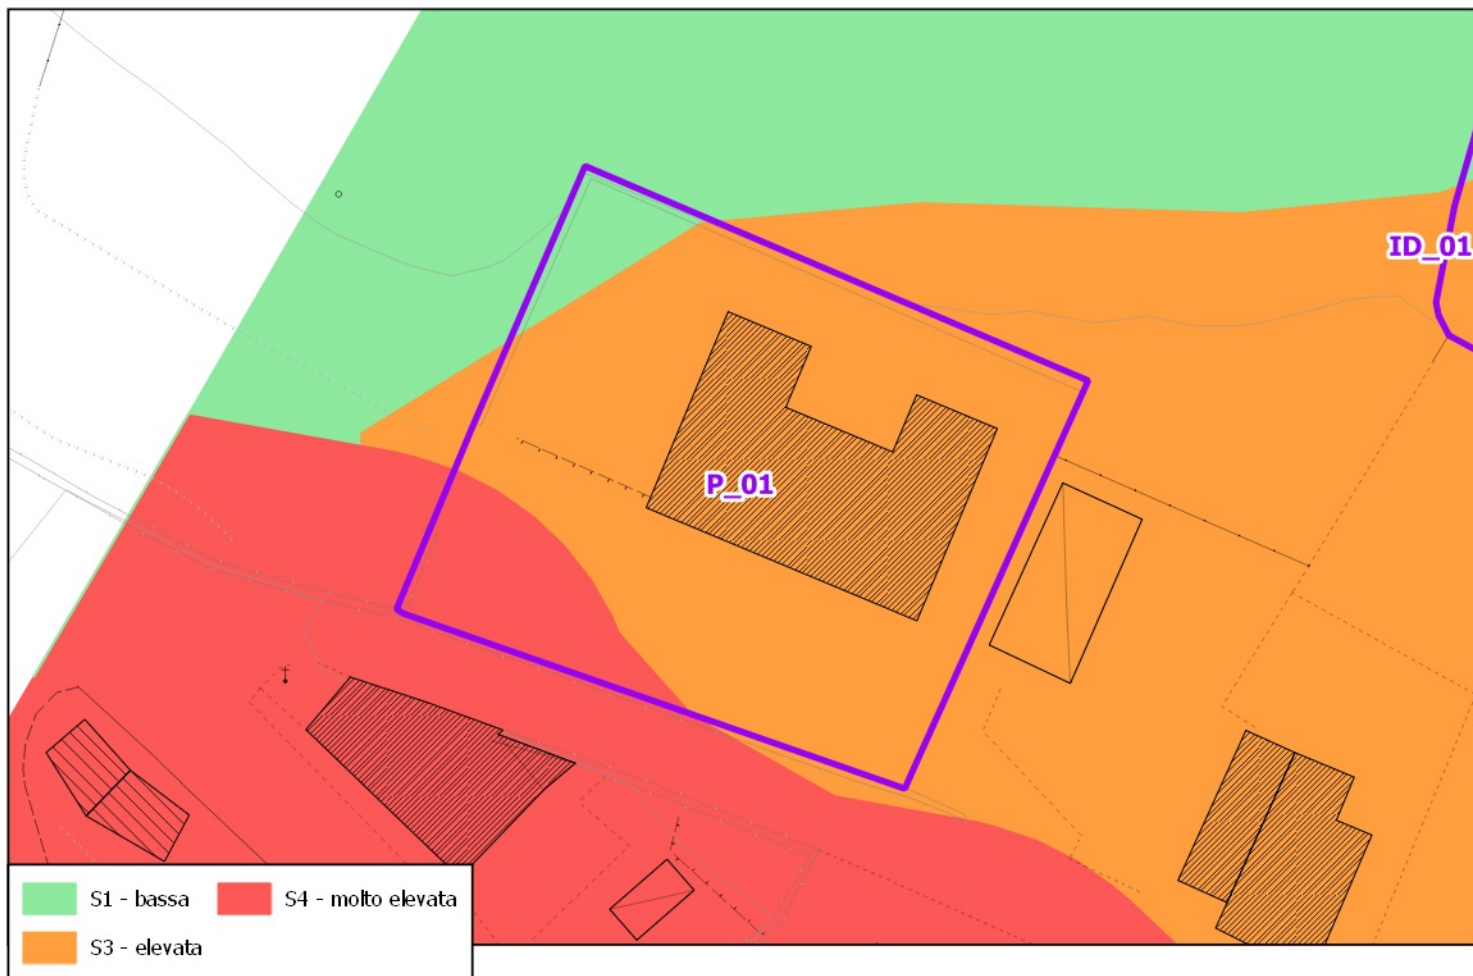 ID_01
P_01
S1 - bassa
S4 - molto elevata
S3 - elevata